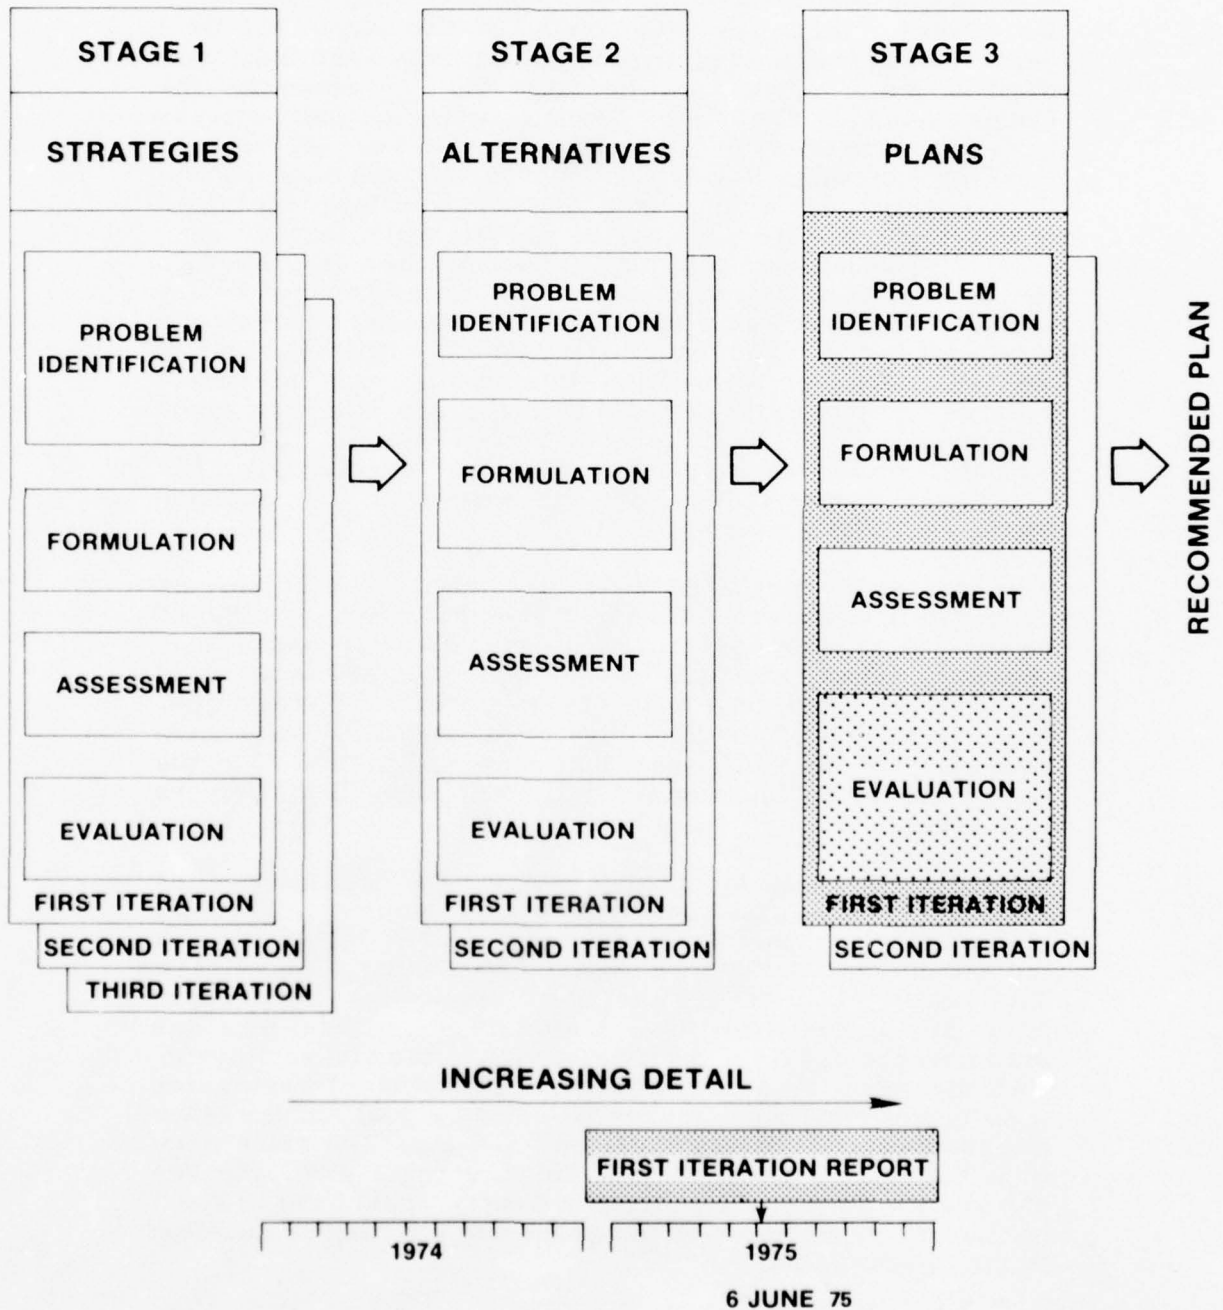 STAGE 1
STRATEGIES
PROBLEM
IDENTIFICATION
FORMULATION
ASSESSMENT
EVALUATION
FIRST ITERATION
SECOND ITERATION
THIRD ITERATION
STAGE 2
ALTERNATIVES
PROBLEM
IDENTIFICATION
FORMULATION
ASSESSMENT
EVALUATION
FIRST ITERATION
SECOND ITERATION
STAGE 3
PLANS
PROBLEM
IDENTIFICATION
FORMULATION
ASSESSMENT
EVALUATION
FIRST ITERATION
SECOND ITERATION
RECOMMENDED PLAN
INCREASING DETAIL
FIRST ITERATION REPORT
1974
1975
6 JUNE 75